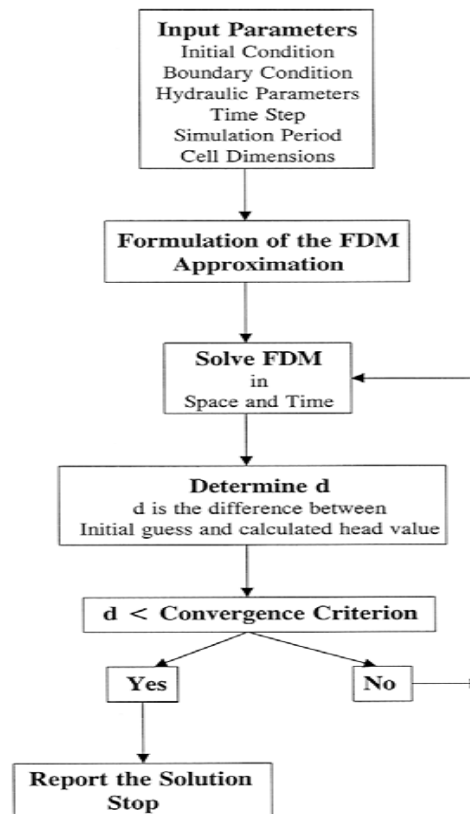 Input Parameters
Initial Condition
Boundary Condition
Hydraulic Parameters
Time Step
Simulation Period
Cell Dimensions
Formulation of the FDM
Approximation
Solve FDM
in
Space and Time
Determine d
d is the difference between
Initial guess and calculated head value
d < Convergence Criterion
Yes
No
Report the Solution
Stop